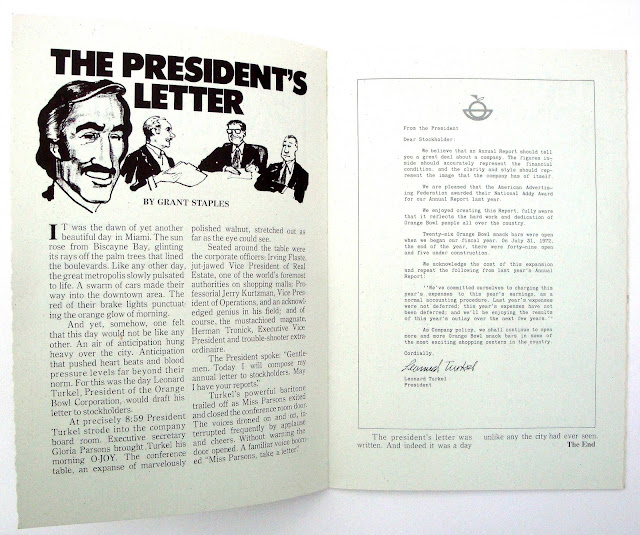 THE PRESIDENT'S
LETTER
BY GRANT STAPLES
IT was the dawn of yet another
beautiful day in Miami. The sun
rose from Biscayne Bay, glinting
its rays off the palm trees that lined
the boulevards. Like any other day,
the great metropolis slowly pulsated
to life. A swarm of cars made their
way into the downtown area. The
red of their brake lights punctuat-
ing the orange glow of morning.
And yet, somehow, one felt
that this day would not be like any
other. An air of anticipation hung
heavy over the city. Anticipation
that pushed heart beats and blood
pressure levels far beyond their
norm. For this was the day Leonard
Turkel, President of the Orange
Bowl Corporation, would draft his
letter to stockholders.
At precisely 8:59 President
Turkel strode into the company
board room. Executive secretary
Gloria Parsons brought Turkel his
morning O-JOY. The conference
table, an expanse of marvelously
polished walnut, stretched out as
far as the eye could see.
Seated around the table were
the corporate officers: Irving Flaste,
jut-jawed Vice President of Real
Estate, one of the world's foremost
authorities on shopping malls; Pro-
fessorial Jerry Kurtzman, Vice Pres-
ident of Operations, and an acknowl-
edged genius in his field; and of
course, the mustachioed magnate,
Herman Tronick, Executive Vice
President and trouble-shooter extra-
ordinaire.
The President spoke: "Gentle-
men. Today I will compose my
annual letter to stockholders. May
I have your reports."
Turkel's powerful baritone
trailed off as Miss Parsons exited
and closed the conference room door.
The voices droned on and on, in-
terrupted frequently by applause
and cheers. Without warning the
door opened. A familiar voice boom-
ed "Miss Parsons, take a letter!"
From the President
Dear Stockholder:
We believe that an Annual Report should tell
you a great deal about a company. The figures in-
side should accurately represent the financial
condition, and the clarity and style should repre-
sent the image that the company has of itself.
We are pleased that the American Advertis-
ing Federation awarded their National Addy Award
for our Annual Report last year.
We enjoyed creating this Report, fully aware
that it reflects the hard work and dedication of
Orange Bowl people all over the country.
Twenty-six Orange Bowl snack bars were open
when we began our fiscal year. On July 31, 1972,
the end of the year, there were forty-nine open
and five under construction.
We acknowledge the cost of this expansion
and repeat the following from last year's Annual
Report:
"We've committed ourselves to charging this
year's expenses to this year's earnings, on a
normal accounting procedure. Last year's expenses
were not deferred; this year's expenses have not
been deferred; and we'll be enjoying the results
of this year's outlay over the next few years."
As Company policy, we shall continue to open
more and more Orange Bowl snack bars in some of
the most exciting shopping centers in the country.
Cordially,
Leonard Turkel
Leonard Turkel
President
The president's letter was
written. And indeed it was a day
unlike any the city had ever seen.
The End